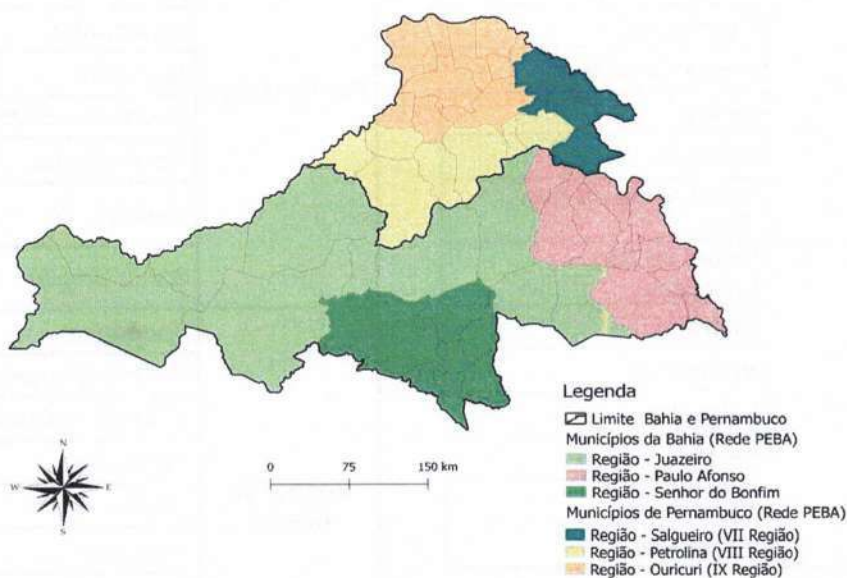 Legenda
Limite Bahia e Pernambuco
Municípios da Bahia (Rede PEBA)
Região - Juazeiro
Região - Paulo Afonso
Região - Senhor do Bonfim
Municípios de Pernambuco (Rede PEBA)
Região - Salgueiro (VII Região)
Região - Petrolina (VIII Região)
Região - Ouricuri (IX Região)
N
W E
S
0 75 150 km